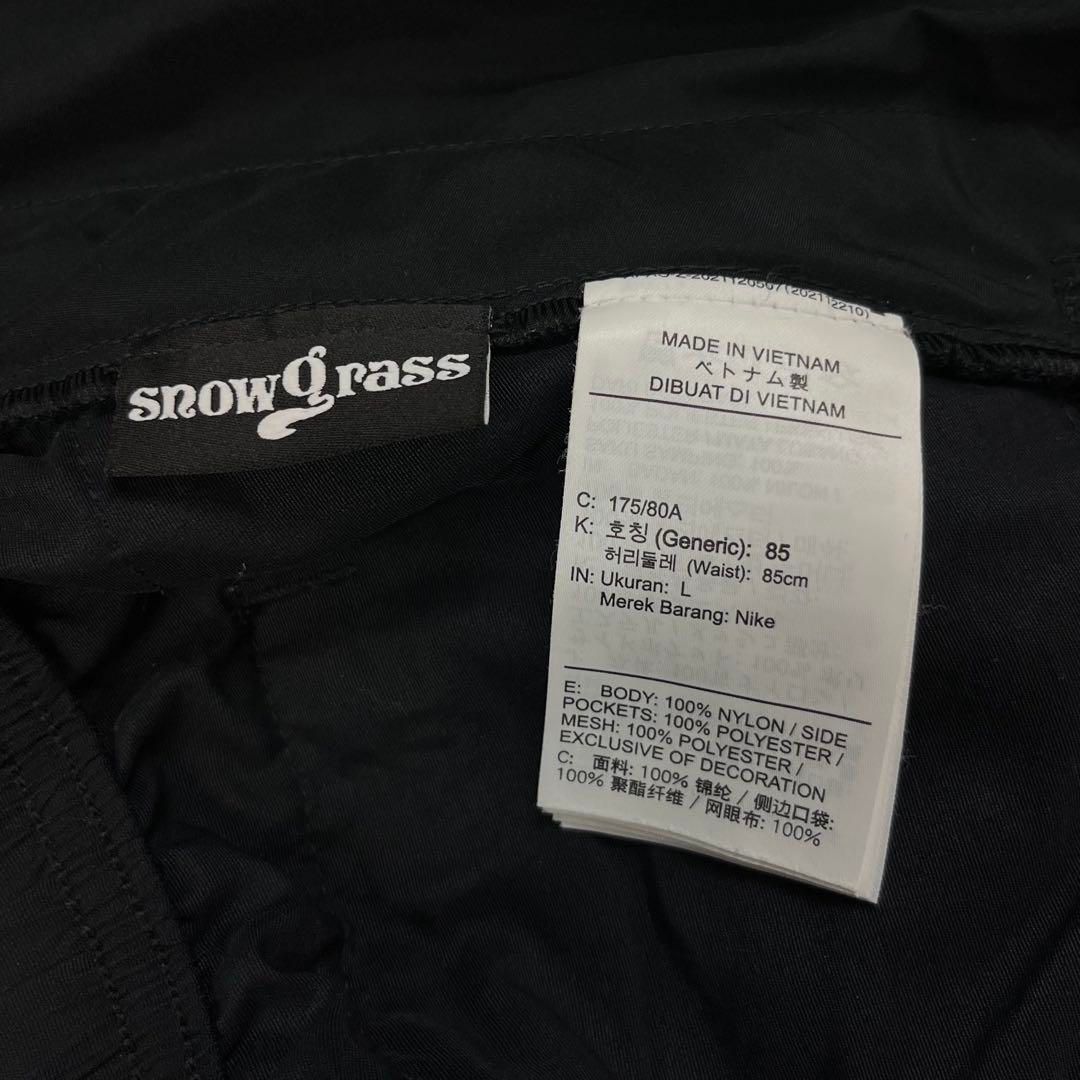 snowgrass
2021120507(202112210)
MADE IN VIETNAM
ベトナム製
DIBUAT DI VIETNAM
C: 175/80A
K: 호칭 (Generic): 85
허리둘레 (Waist): 85cm
IN: Ukuran: L
Merek Barang: Nike
E: BODY: 100% NYLON / SIDE
POCKETS: 100% POLYESTER /
MESH: 100% POLYESTER /
EXCLUSIVE OF DECORATION
C: 面料: 100% 锦纶 / 侧边口袋:
100% 聚酯纤维 / 网眼布: 100%